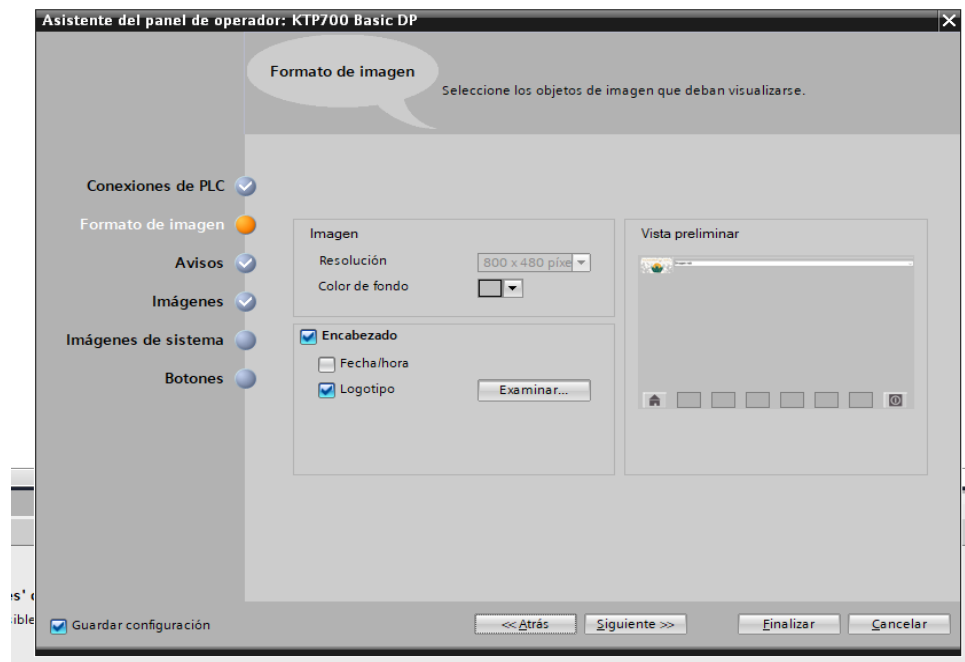 Asistente del panel de operador: KTP700 Basic DP
Formato de imagen
Seleccione los objetos de imagen que deban visualizarse.
Conexiones de PLC
Formato de imagen
Avisos
Imágenes
Imágenes de sistema
Botones
Imagen
Resolución
800 x 480 píxe
Color de fondo
Encabezado
Fecha/hora
Logotipo
Examinar...
Vista preliminar
es' d
ible
Guardar configuración
<< Atrás
Siguiente >>
Finalizar
Cancelar